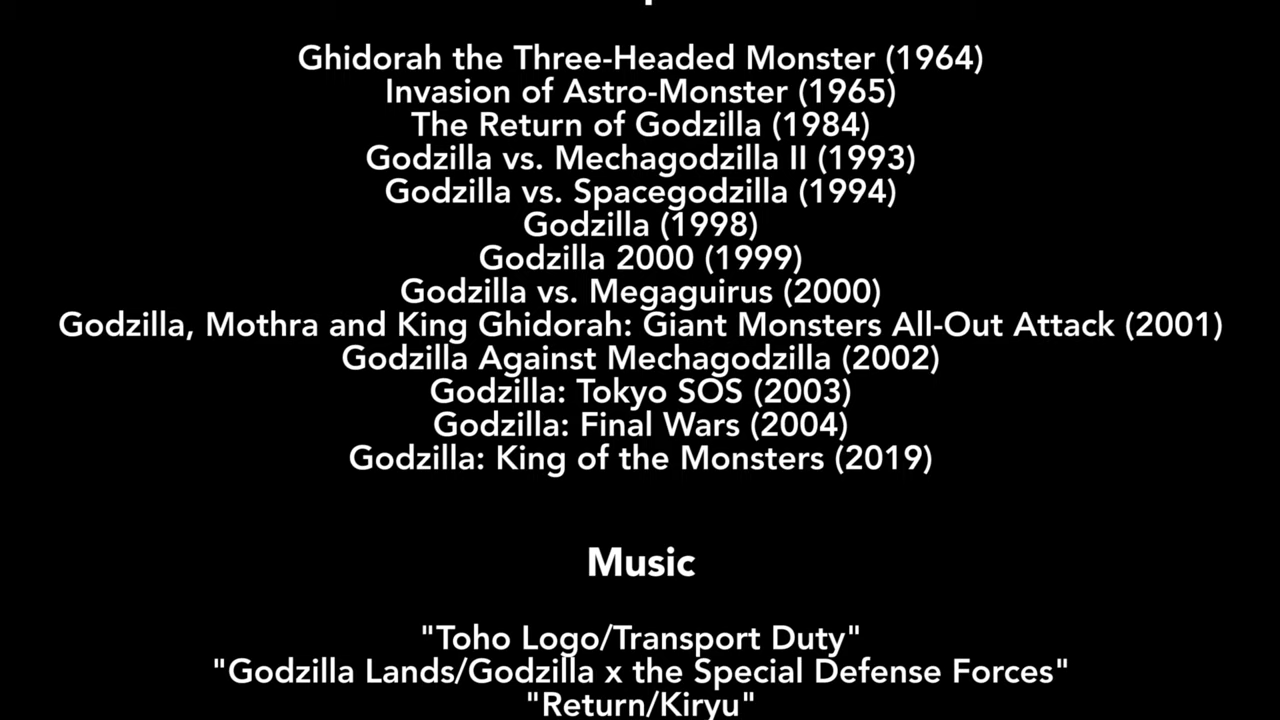 Ghidorah the Three-Headed Monster (1964)
Invasion of Astro-Monster (1965)
The Return of Godzilla (1984)
Godzilla vs. Mechagodzilla II (1993)
Godzilla vs. Spacegodzilla (1994)
Godzilla (1998)
Godzilla 2000 (1999)
Godzilla vs. Megaguirus (2000)
Godzilla, Mothra and King Ghidorah: Giant Monsters All-Out Attack (2001)
Godzilla Against Mechagodzilla (2002)
Godzilla: Tokyo SOS (2003)
Godzilla: Final Wars (2004)
Godzilla: King of the Monsters (2019)
Music
"Toho Logo/Transport Duty"
"Godzilla Lands/Godzilla x the Special Defense Forces"
"Return/Kiryu"